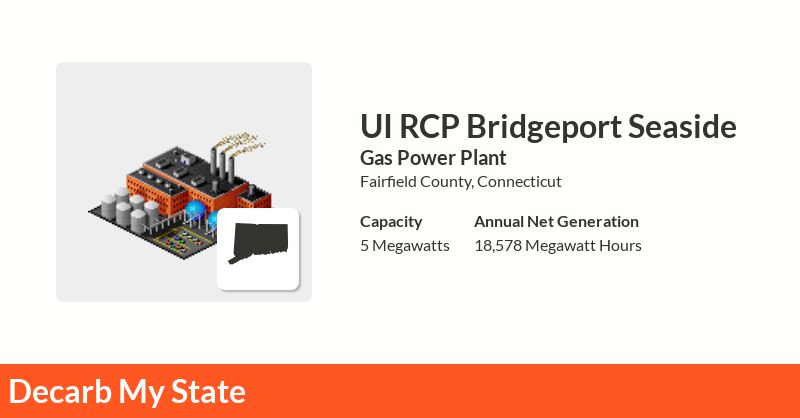 UI RCP Bridgeport Seaside
Gas Power Plant
Fairfield County, Connecticut
Capacity
5 Megawatts
Annual Net Generation
18,578 Megawatt Hours
Decarb My State